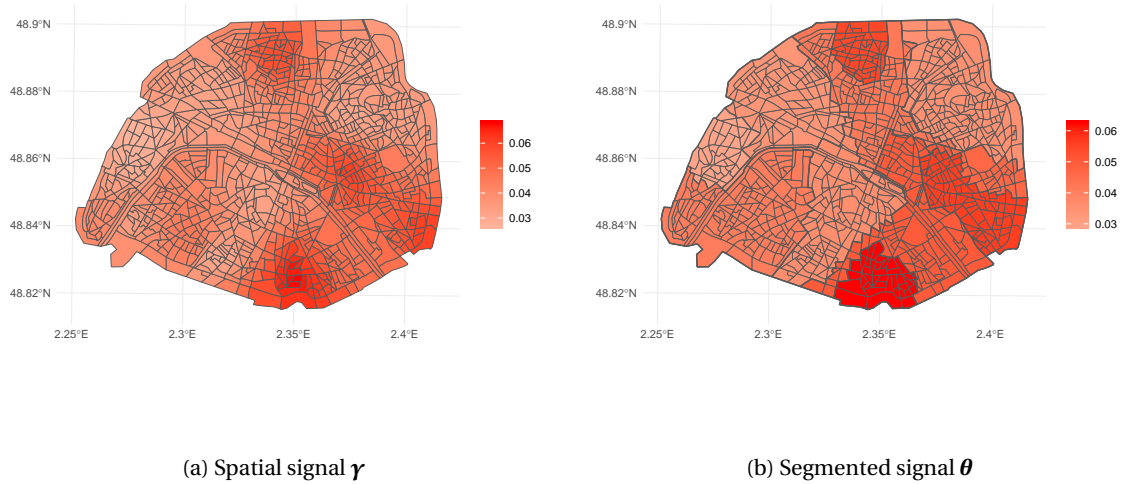 48.9°N
48.88°N
48.86°N
48.84°N
48.82°N
2.25°E 2.3°E 2.35°E 2.4°E
0.06
0.05
0.04
0.03
(a) Spatial signal γ
48.9°N
48.88°N
48.86°N
48.84°N
48.82°N
2.25°E 2.3°E 2.35°E 2.4°E
0.06
0.05
0.04
0.03
(b) Segmented signal θ